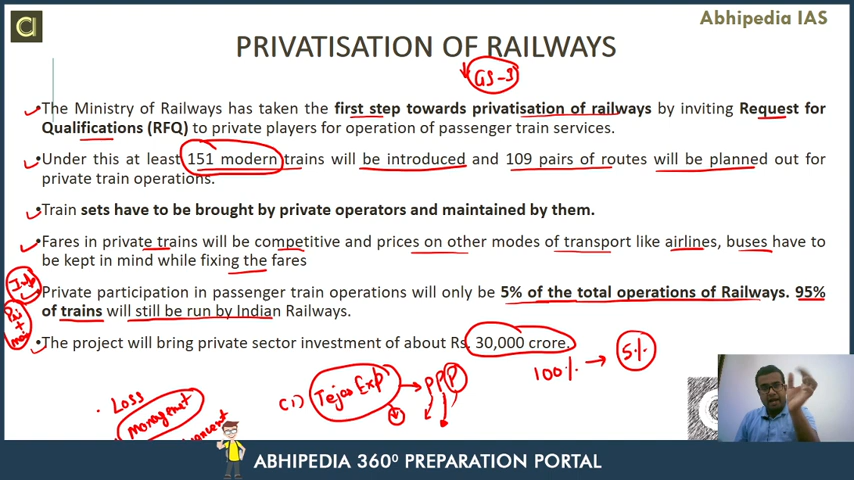 a
Abhipedia IAS
PRIVATISATION OF RAILWAYS
GS-3
•The Ministry of Railways has taken the first step towards privatisation of railways by inviting Request for
Qualifications (RFQ) to private players for operation of passenger train services.
•Under this at least 151 modern trains will be introduced and 109 pairs of routes will be planned out for
private train operations.
•Train sets have to be brought by private operators and maintained by them.
•Fares in private trains will be competitive and prices on other modes of transport like airlines, buses have to
be kept in mind while fixing the fares
•Private participation in passenger train operations will only be 5% of the total operations of Railways. 95%
of trains will still be run by Indian Railways.
•The project will bring private sector investment of about Rs. 30,000 crore.
100% → 5%
Tejas Exp → PPP
• Loss
ABHIPEDIA 360⁰ PREPARATION PORTAL